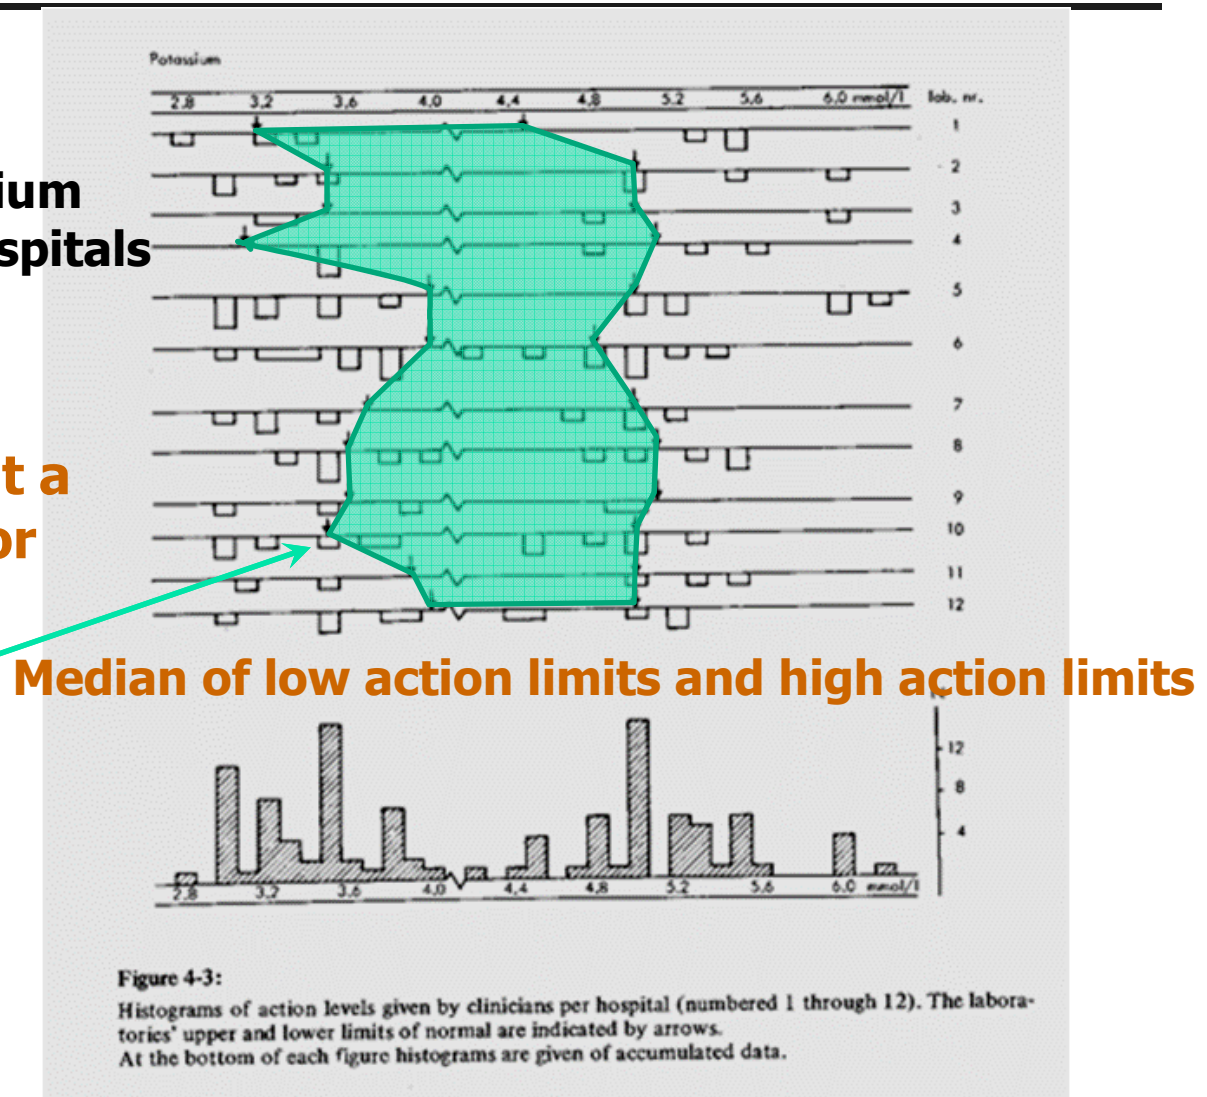 Potassium
2,8 3,2 3,6 4,0 4,4 4,8 5,2 5,6 6,0 mmol/l lab. nr.
1
2
ium
3
spitals
4
5
6
7
8
t a
9
or
10
11
12
Median of low action limits and high action limits
12
8
4
2,8 3,2 3,6 4,0 4,4 4,8 5,2 5,6 6,0 mmol/l
Figure 4-3:
Histograms of action levels given by clinicians per hospital (numbered 1 through 12). The labora-
tories' upper and lower limits of normal are indicated by arrows.
At the bottom of each figure histograms are given of accumulated data.